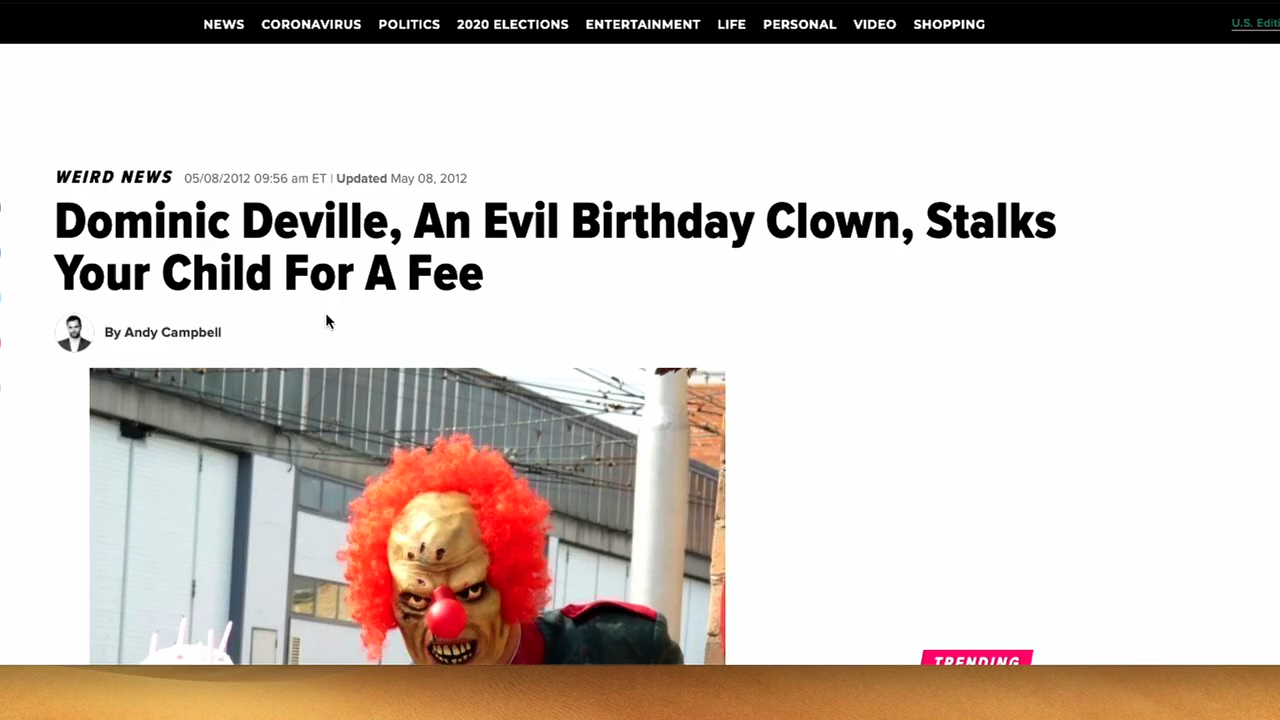 NEWS CORONAVIRUS POLITICS 2020 ELECTIONS ENTERTAINMENT LIFE PERSONAL VIDEO SHOPPING U.S.
WEIRD NEWS 05/08/2012 09:56 am ET | Updated May 08, 2012
Dominic Deville, An Evil Birthday Clown, Stalks
Your Child For A Fee
By Andy Campbell
TRENDING